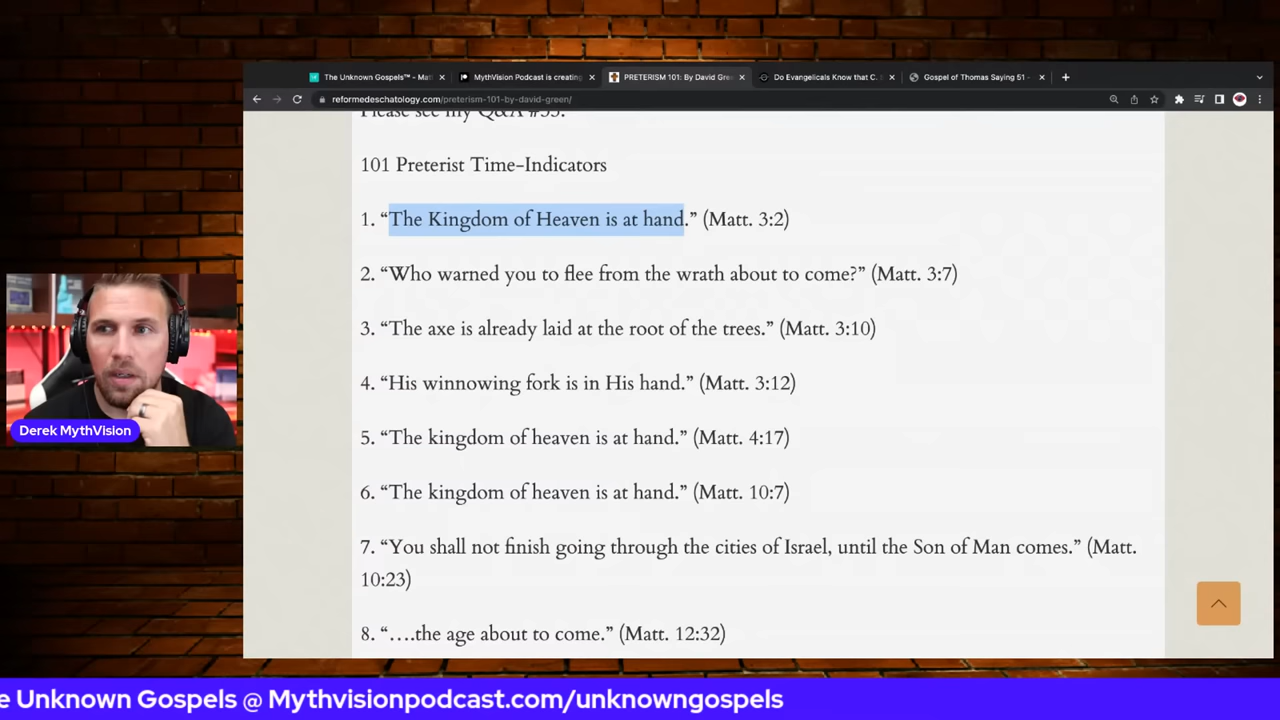 The Unknown Gospels™ - Mat
MythVision Podcast is creating
PRETERISM 101: By David Gre
Do Evangelicals Know that C.
Gospel of Thomas Saying 51 -
reformedeschatology.com/preterism-101-by-david-green/
Please see my Q&A #35.
101 Preterist Time-Indicators
1. “The Kingdom of Heaven is at hand.” (Matt. 3:2)
2. “Who warned you to flee from the wrath about to come?” (Matt. 3:7)
3. “The axe is already laid at the root of the trees.” (Matt. 3:10)
4. “His winnowing fork is in His hand.” (Matt. 3:12)
5. “The kingdom of heaven is at hand.” (Matt. 4:17)
6. “The kingdom of heaven is at hand.” (Matt. 10:7)
7. “You shall not finish going through the cities of Israel, until the Son of Man comes.” (Matt.
10:23)
8. “….the age about to come.” (Matt. 12:32)
Derek MythVision
e Unknown Gospels @ Mythvisionpodcast.com/unknowngospels